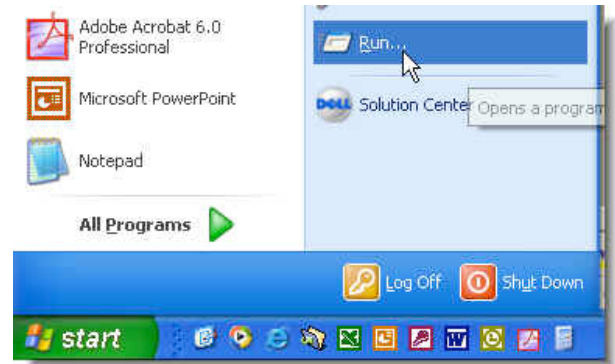 Adobe Acrobat 6.0
Professional
Microsoft PowerPoint
Notepad
All Programs
Run...
DELL Solution Center
Opens a program
Log Off
Shut Down
start